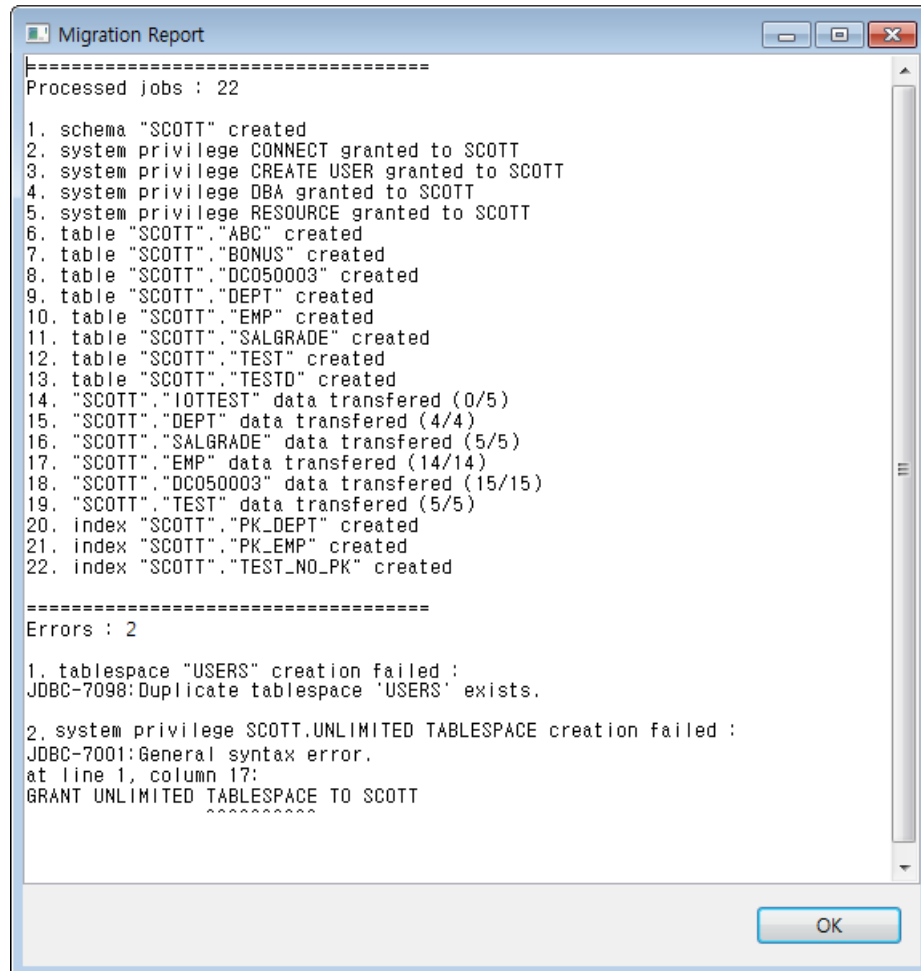 Migration Report
=====================================
Processed jobs : 22
1. schema "SCOTT" created
2. system privilege CONNECT granted to SCOTT
3. system privilege CREATE USER granted to SCOTT
4. system privilege DBA granted to SCOTT
5. system privilege RESOURCE granted to SCOTT
6. table "SCOTT"."ABC" created
7. table "SCOTT"."BONUS" created
8. table "SCOTT"."DC050003" created
9. table "SCOTT"."DEPT" created
10. table "SCOTT"."EMP" created
11. table "SCOTT"."SALGRADE" created
12. table "SCOTT"."TEST" created
13. table "SCOTT"."TESTD" created
14. "SCOTT"."IOTTEST" data transfered (0/5)
15. "SCOTT"."DEPT" data transfered (4/4)
16. "SCOTT"."SALGRADE" data transfered (5/5)
17. "SCOTT"."EMP" data transfered (14/14)
18. "SCOTT"."DC050003" data transfered (15/15)
19. "SCOTT"."TEST" data transfered (5/5)
20. index "SCOTT"."PK_DEPT" created
21. index "SCOTT"."PK_EMP" created
22. index "SCOTT"."TEST_NO_PK" created
=====================================
Errors : 2
1. tablespace "USERS" creation failed :
JDBC-7098:Duplicate tablespace 'USERS' exists.
2. system privilege SCOTT.UNLIMITED TABLESPACE creation failed :
JDBC-7001:General syntax error.
at line 1, column 17:
GRANT UNLIMITED TABLESPACE TO SCOTT
^^^^^^^^^^
OK